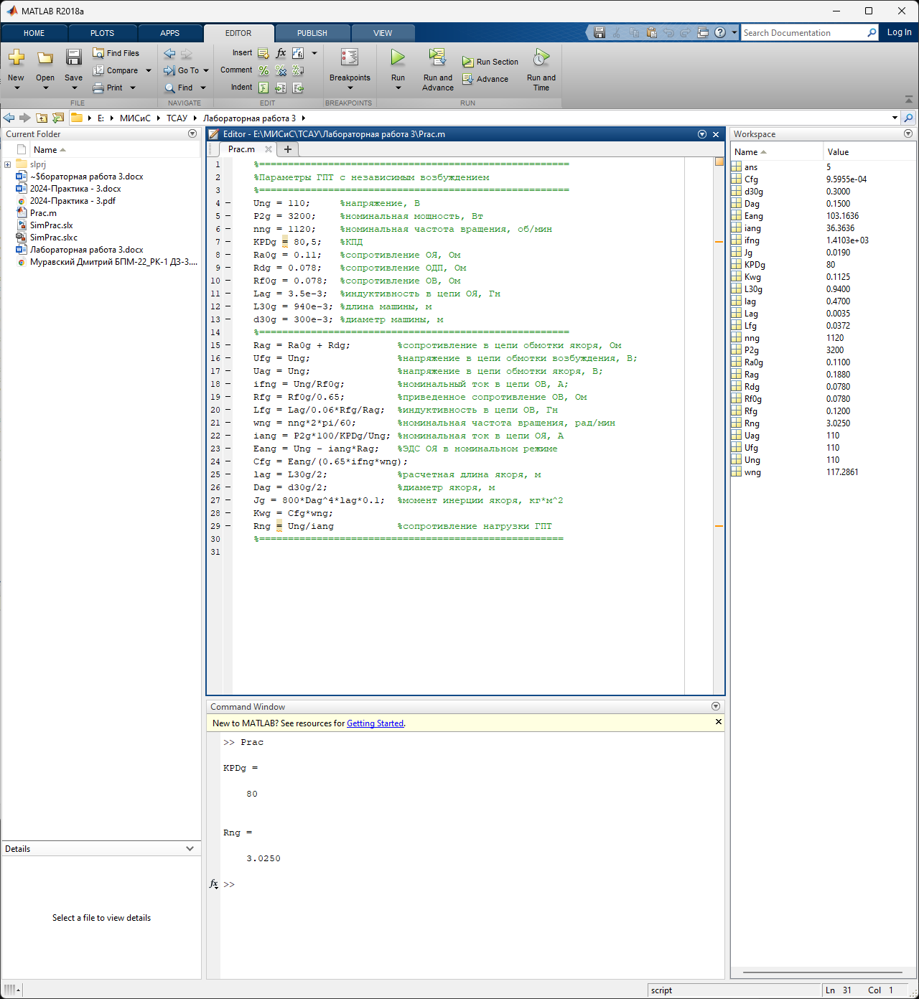 MATLAB R2018a
HOME PLOTS APPS EDITOR PUBLISH VIEW Search Documentation Log In
New Open Save Find Files Compare Print
Go To Find
Insert fx
Comment
Indent
Breakpoints
Run Run and Advance Run Section Advance Run and Time
FILE NAVIGATE EDIT BREAKPOINTS RUN
E: МИСиС ТСАУ Лабораторная работа 3
Current Folder
Name
slprj
~$бораторная работа 3.docx
2024-Практика - 3.docx
2024-Практика - 3.pdf
Prac.m
SimPrac.slx
SimPrac.slxc
Лабораторная работа 3.docx
Муравский Дмитрий БПМ-22_РК-1 ДЗ-3....
Details
Select a file to view details
Editor - E:\МИСиС\ТСАУ\Лабораторная работа 3\Prac.m
Prac.m
1 %======================================================
2 %Параметры ГПТ с независимым возбуждением
3 %======================================================
4 – Ung = 110; %напряжение, В
5 – P2g = 3200; %номинальная мощность, Вт
6 – nng = 1120; %номинальная частота вращения, об/мин
7 – KPDg = 80,5; %КПД
8 – Ra0g = 0.11; %сопротивление ОЯ, Ом
9 – Rdg = 0.078; %сопротивление ОДП, Ом
10 – Rf0g = 0.078; %сопротивление ОВ, Ом
11 – Lag = 3.5e-3; %индуктивность в цепи ОЯ, Гн
12 – L30g = 940e-3; %длина машины, м
13 – d30g = 300e-3; %диаметр машины, м
14 %======================================================
15 – Rag = Ra0g + Rdg; %сопротивление в цепи обмотки якоря, Ом
16 – Ufg = Ung; %напряжение в цепи обмотки возбуждения, В;
17 – Uag = Ung; %напряжение в цепи обмотки якоря, В;
18 – ifng = Ung/Rf0g; %номинальный ток в цепи ОВ, А;
19 – Rfg = Rf0g/0.65; %приведенное сопротивление ОВ, Ом
20 – Lfg = Lag/0.06*Rfg/Rag; %индуктивность в цепи ОВ, Гн
21 – wng = nng*2*pi/60; %номинальная частота вращения, рад/мин
22 – iang = P2g*100/KPDg/Ung; %номинальная ток в цепи ОЯ, А
23 – Eang = Ung - iang*Rag; %ЭДС ОЯ в номинальном режиме
24 – Cfg = Eang/(0.65*ifng*wng);
25 – lag = L30g/2; %расчетная длина якоря, м
26 – Dag = d30g/2; %диаметр якоря, м
27 – Jg = 800*Dag^4*lag*0.1; %момент инерции якоря, кг*м^2
28 – Kwg = Cfg*wng;
29 – Rng = Ung/iang %сопротивление нагрузки ГПТ
30 %=====================================================
31
Command Window
New to MATLAB? See resources for Getting Started.
>> Prac
KPDg =
80
Rng =
3.0250
fx >>
Workspace
Name Value
ans 5
Cfg 9.5955e-04
d30g 0.3000
Dag 0.1500
Eang 103.1636
iang 36.3636
ifng 1.4103e+03
Jg 0.0190
KPDg 80
Kwg 0.1125
L30g 0.9400
lag 0.4700
Lag 0.0035
Lfg 0.0372
nng 1120
P2g 3200
Ra0g 0.1100
Rag 0.1880
Rdg 0.0780
Rf0g 0.0780
Rfg 0.1200
Rng 3.0250
Uag 110
Ufg 110
Ung 110
wng 117.2861
script Ln 31 Col 1